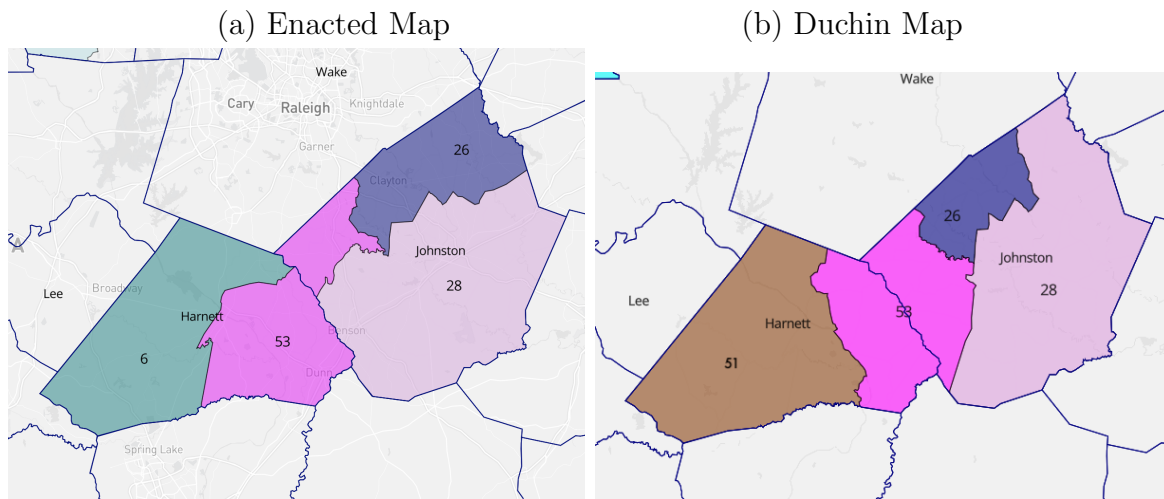 (a) Enacted Map
(b) Duchin Map
Wake
Cary
Raleigh
Knightdale
Garner
26
Clayton
Johnston
Lee
Broadway
Harnett
28
6
53
Benson
Dunn
Spring Lake
A
Wake
26
Johnston
Lee
53
Harnett
28
51